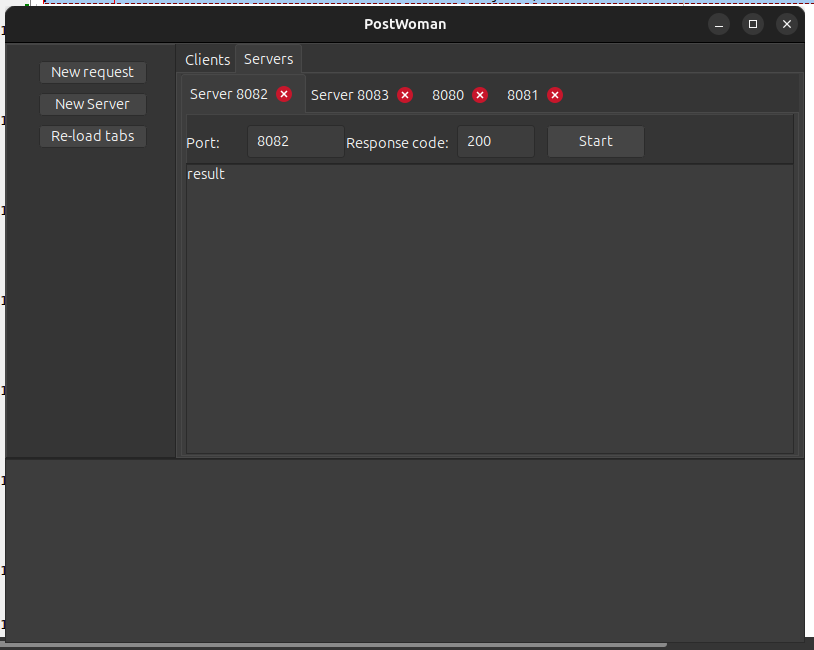 PostWoman
New request
New Server
Re-load tabs
Clients Servers
Server 8082 Server 8083 8080 8081
Port: 8082 Response code: 200 Start
result